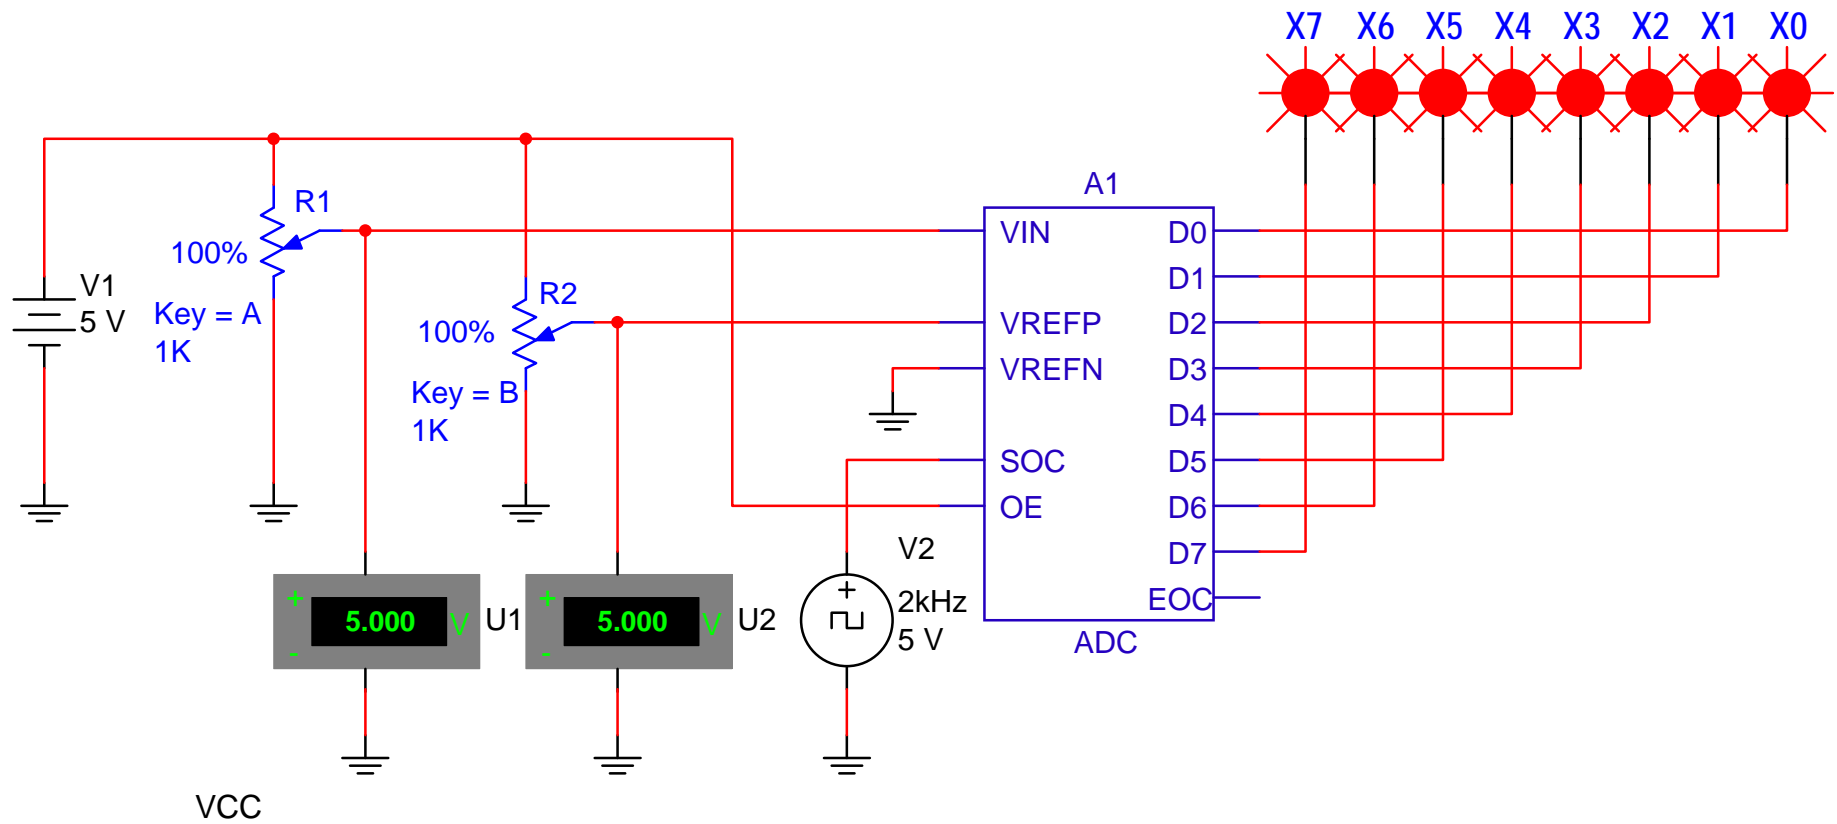 X7 X6 X5 X4 X3 X2 X1 X0
A1
R1
100%
Key = A
1K
V1
5 V
R2
100%
Key = B
1K
VIN
VREFP
VREFN
SOC
OE
D0
D1
D2
D3
D4
D5
D6
D7
EOC
ADC
+
5.000 V
-
U1
+
5.000 V
-
U2
V2
+
2kHz
5 V
VCC